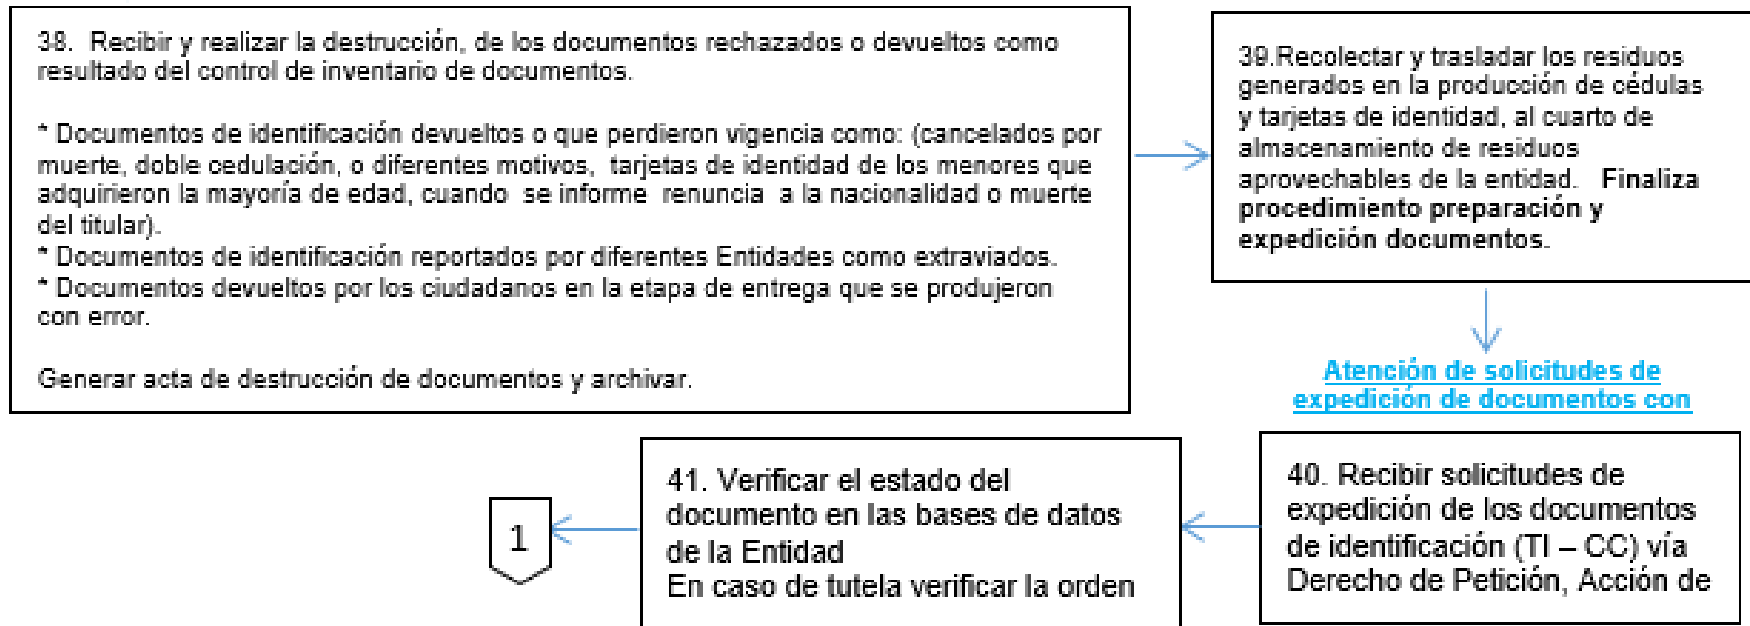 38. Recibir y realizar la destrucción, de los documentos rechazados o devueltos como
resultado del control de inventario de documentos.
* Documentos de identificación devueltos o que perdieron vigencia como: (cancelados por
muerte, doble cedulación, o diferentes motivos, tarjetas de identidad de los menores que
adquirieron la mayoría de edad, cuando se informe renuncia a la nacionalidad o muerte
del titular).
* Documentos de identificación reportados por diferentes Entidades como extraviados.
* Documentos devueltos por los ciudadanos en la etapa de entrega que se produjeron
con error.
Generar acta de destrucción de documentos y archivar.
39.Recolectar y trasladar los residuos
generados en la producción de cédulas
y tarjetas de identidad, al cuarto de
almacenamiento de residuos
aprovechables de la entidad. Finaliza
procedimiento preparación y
expedición documentos.
Atención de solicitudes de
expedición de documentos con
40. Recibir solicitudes de
expedición de los documentos
de identificación (TI – CC) vía
Derecho de Petición, Acción de
41. Verificar el estado del
documento en las bases de datos
de la Entidad
En caso de tutela verificar la orden
1